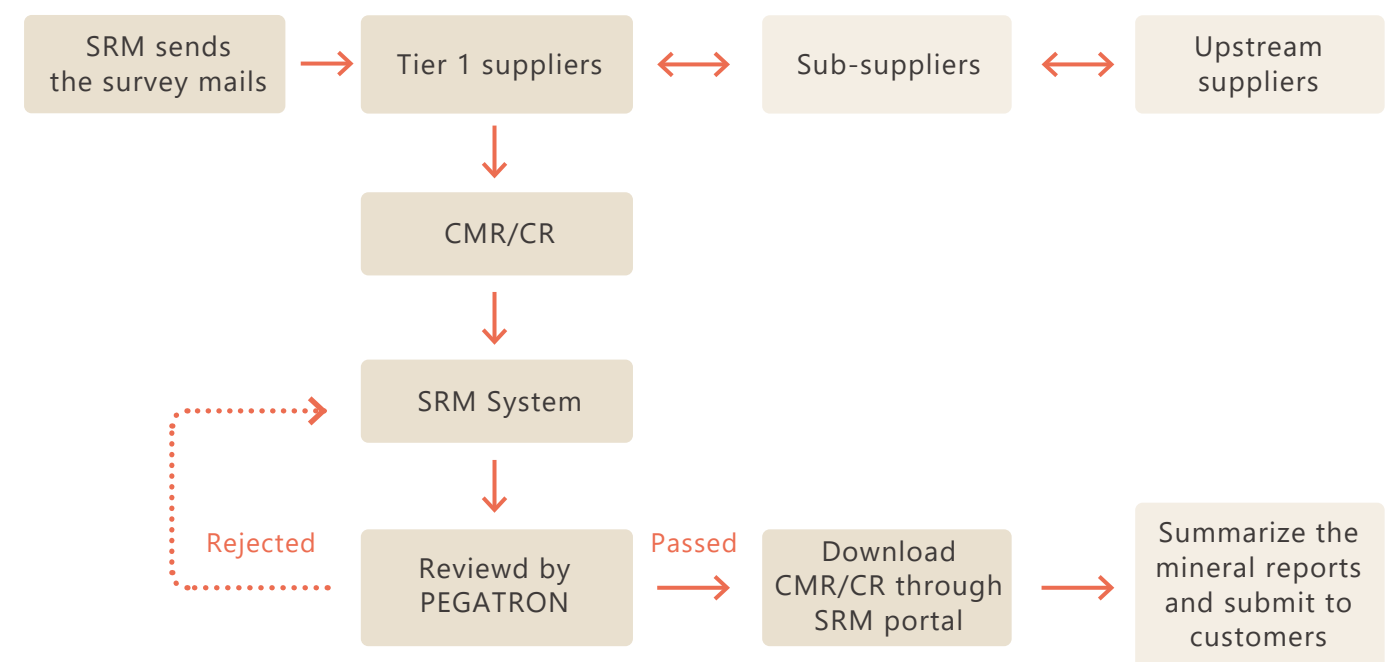 SRM sends
the survey mails
Tier 1 suppliers
Sub-suppliers
Upstream
suppliers
CMR/CR
SRM System
Rejected
Reviewd by
PEGATRON
Passed
Download
CMR/CR through
SRM portal
Summarize the
mineral reports
and submit to
customers